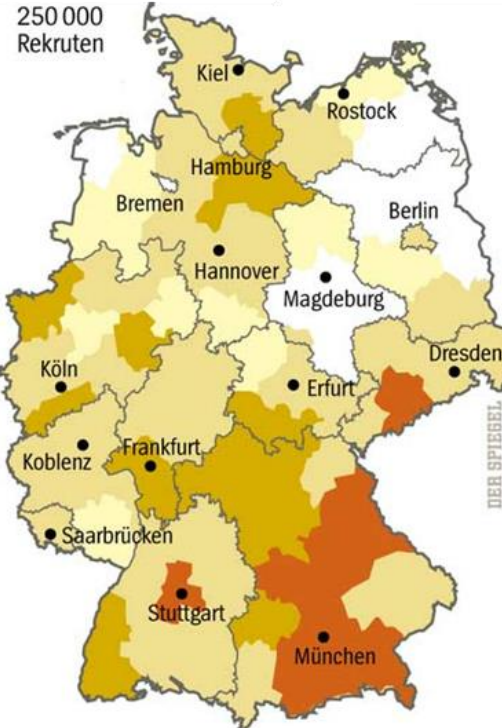 250 000
Rekruten
Kiel
Rostock
Hamburg
Bremen
Berlin
Hannover
Magdeburg
Dresden
Köln
Erfurt
Koblenz
Frankfurt
DER SPIEGEL
Saarbrücken
Stuttgart
München